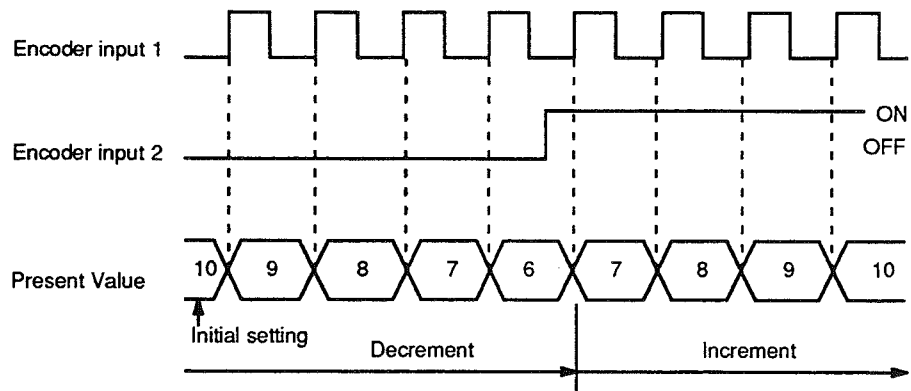 Encoder input 1
Encoder input 2
ON
OFF
Present Value
10 9 8 7 6 7 8 9 10
Initial setting
Decrement
Increment